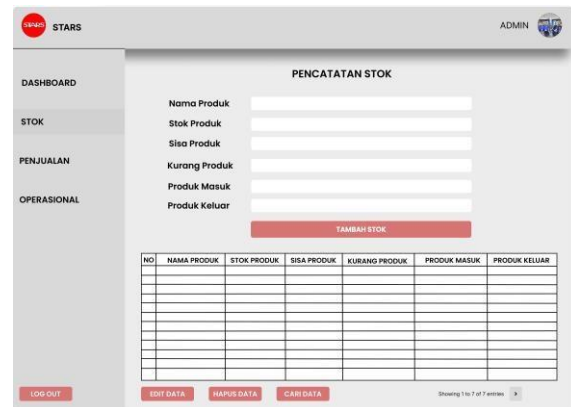 STARS STARS ADMIN
DASHBOARD
STOK
PENJUALAN
OPERASIONAL
LOG OUT
PENCATATAN STOK
Nama Produk
Stok Produk
Sisa Produk
Kurang Produk
Produk Masuk
Produk Keluar
TAMBAH STOK
NO NAMA PRODUK STOK PRODUK SISA PRODUK KURANG PRODUK PRODUK MASUK PRODUK KELUAR
EDIT DATA HAPUS DATA CARI DATA Showing 1 to 7 of 7 entries >